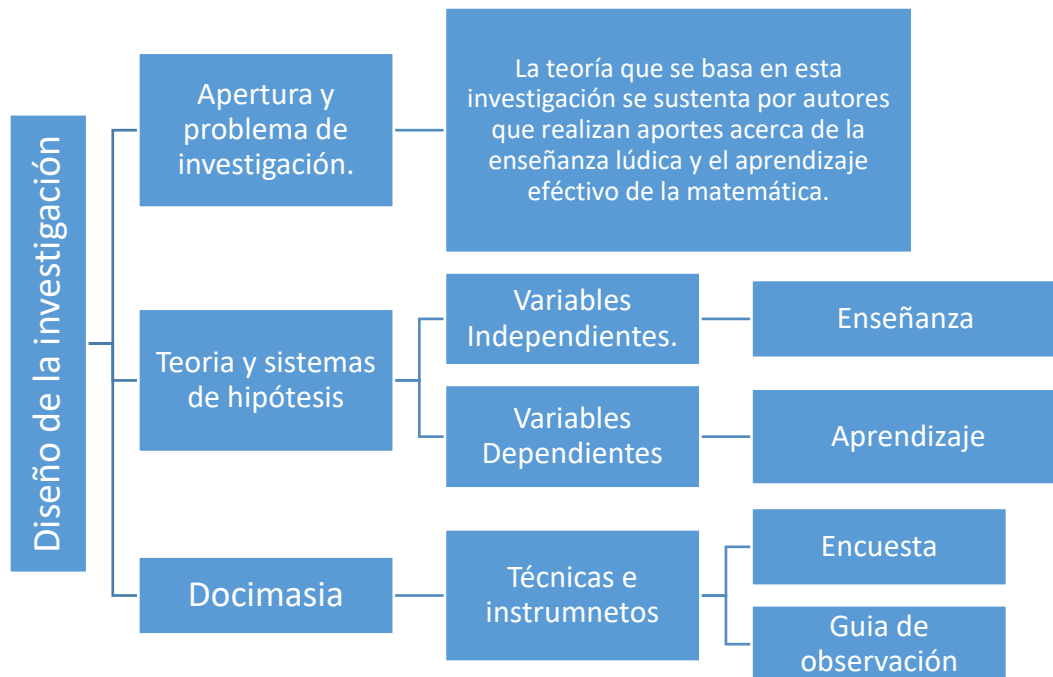 Diseño de la investigación
Apertura y
problema de
investigación.
La teoría que se basa en esta
investigación se sustenta por autores
que realizan aportes acerca de la
enseñanza lúdica y el aprendizaje
eféctivo de la matemática.
Teoria y sistemas
de hipótesis
Variables
Independientes.
Enseñanza
Variables
Dependientes
Aprendizaje
Docimasia
Técnicas e
instrumnetos
Encuesta
Guia de
observación